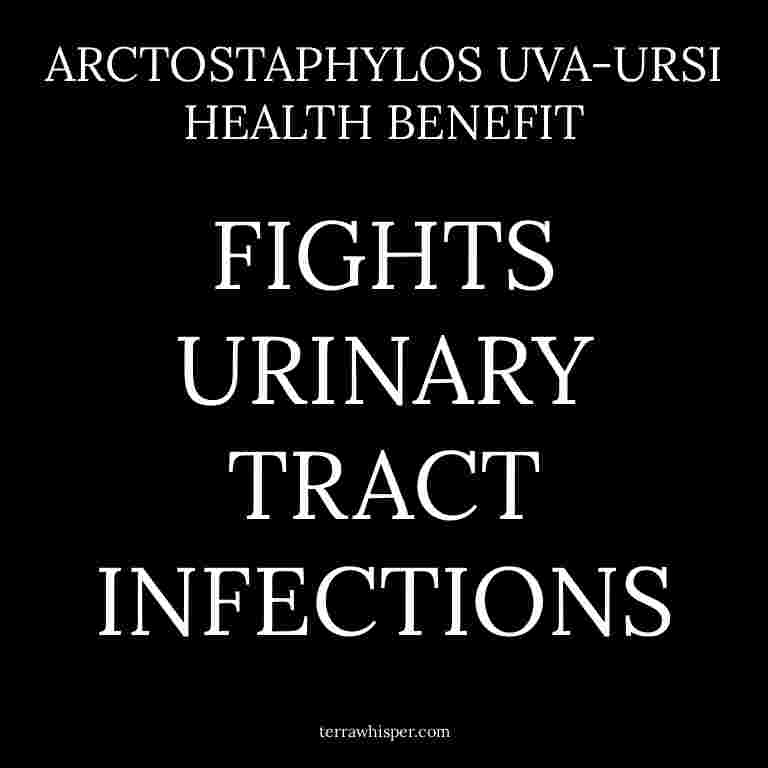 ARCTOSTAPHYLOS UVA-URSI
HEALTH BENEFIT
FIGHTS
URINARY
TRACT
INFECTIONS
terrawhisper.com